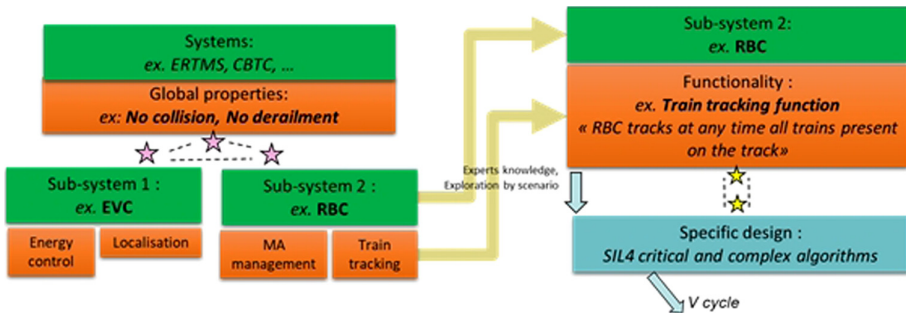 Systems:
ex. ERTMS, CBTC, ...
Global properties:
ex: No collision, No derailment
Sub-system 1 :
ex. EVC
Energy
control
Localisation
Sub-system 2 :
ex. RBC
MA
management
Train
tracking
Sub-system 2:
ex. RBC
Functionality :
ex. Train tracking function
« RBC tracks at any time all trains present
on the track»
Experts knowledge,
Exploration by scenario
Specific design :
SIL4 critical and complex algorithms
V cycle